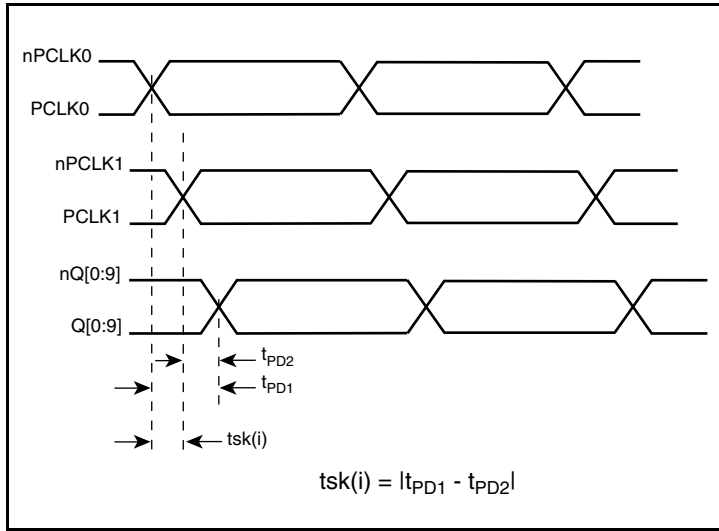 nPCLK0
PCLK0
nPCLK1
PCLK1
nQ[0:9]
Q[0:9]
tPD2
tPD1
tsk(i)
tsk(i) = |tPD1 - tPD2|